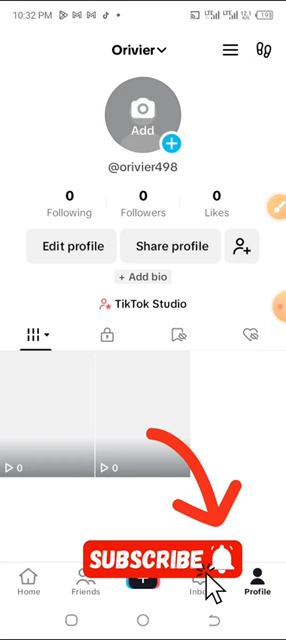 10:32 PM
Orivier
Add
@orivier498
0 0 0
Following Followers Likes
Edit profile Share profile
+ Add bio
TikTok Studio
0 0
SUBSCRIBE
Home Friends Inbo Profile